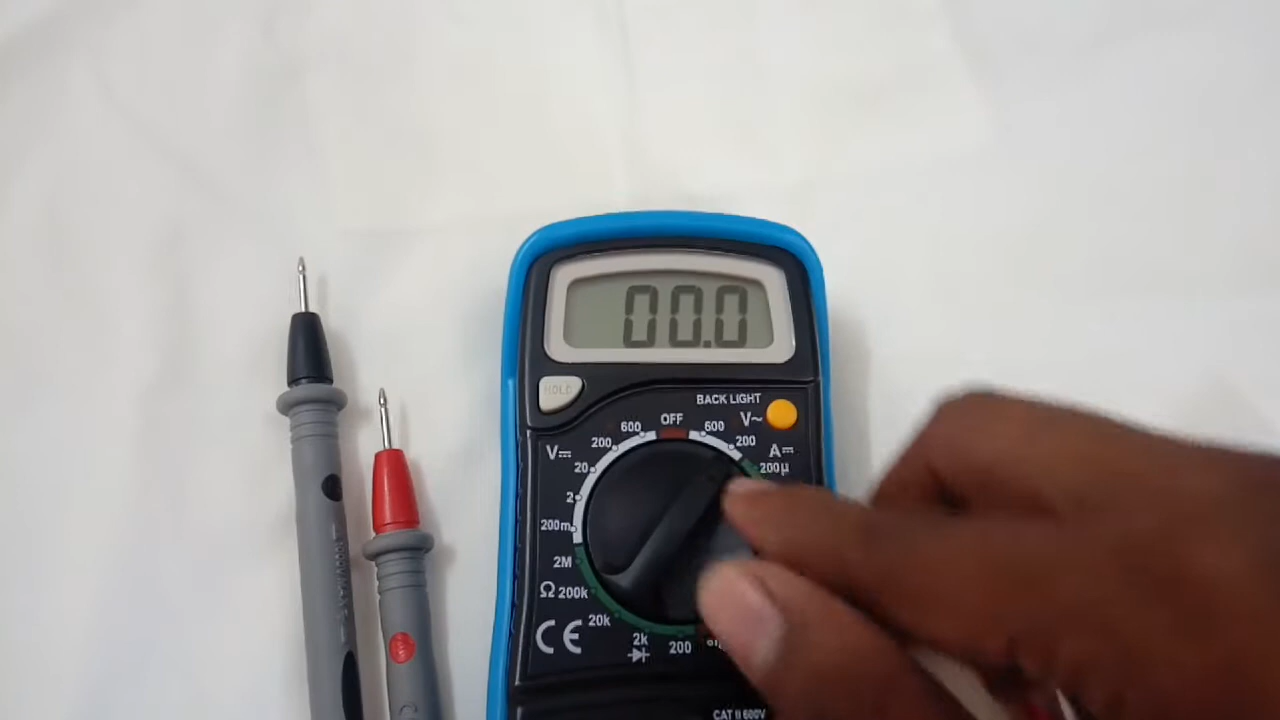 00.0
HOLD
BACK LIGHT
OFF
V~
600
600
200
200
V⎓
A⎓
20
200µ
2
200m
2M
Ω 200k
20k
CE
2k
200
CAT II 600V